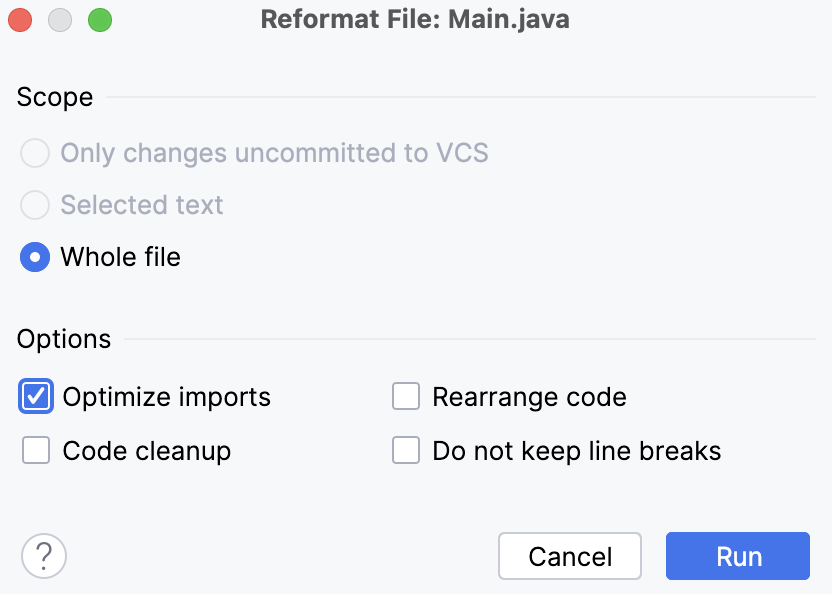 Reformat File: Main.java
Scope
Only changes uncommitted to VCS
Selected text
Whole file
Options
Optimize imports
Rearrange code
Code cleanup
Do not keep line breaks
?
Cancel
Run